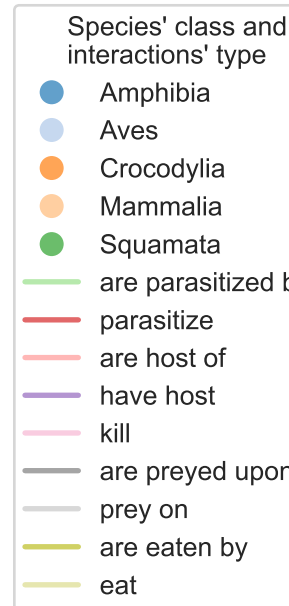 Species' class and
interactions' type
Amphibia
Aves
Crocodylia
Mammalia
Squamata
are parasitized
parasitize
are host of
have host
kill
are preyed upon
prey on
are eaten by
eat